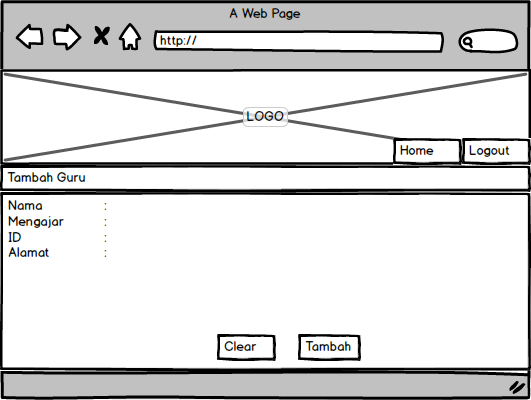 A Web Page
http://
LOGO
Home Logout
Tambah Guru
Nama :
Mengajar :
ID :
Alamat :
Clear Tambah